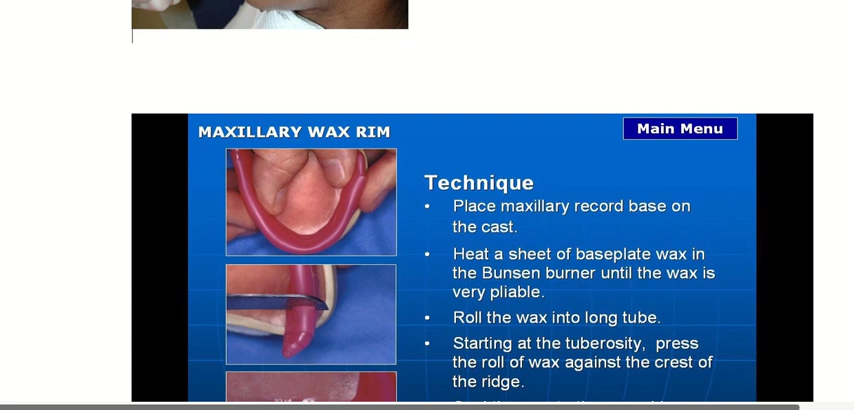 MAXILLARY WAX RIM
Main Menu
Technique
• Place maxillary record base on
the cast.
• Heat a sheet of baseplate wax in
the Bunsen burner until the wax is
very pliable.
• Roll the wax into long tube.
• Starting at the tuberosity, press
the roll of wax against the crest of
the ridge.